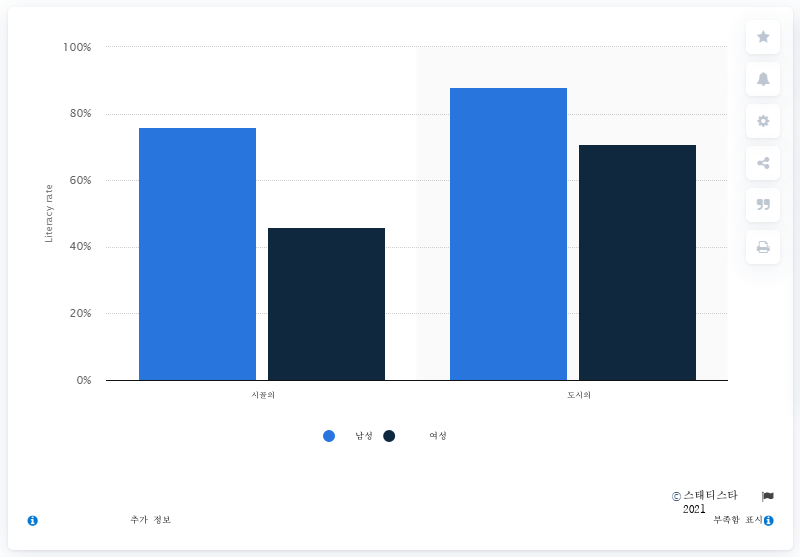 100%
80%
60%
40%
20%
0%
Literacy rate
시골의 도시의
남성 여성
© 스태티스타
2021
추가 정보 부족함 표시